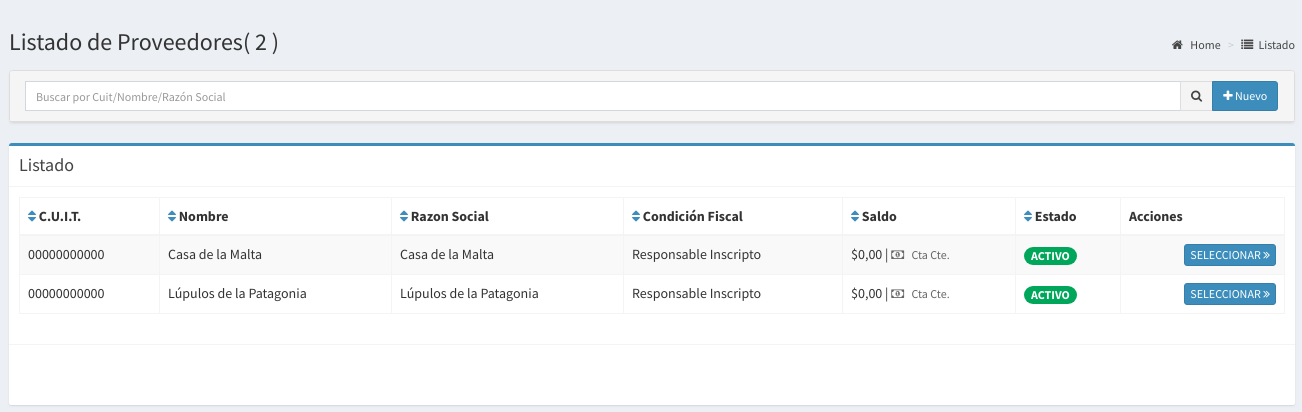 Listado de Proveedores( 2 )
Home > Listado
Buscar por Cuit/Nombre/Razón Social
Nuevo
Listado
C.U.I.T. Nombre Razon Social Condición Fiscal Saldo Estado Acciones
00000000000 Casa de la Malta Casa de la Malta Responsable Inscripto $0,00 | Cta Cte. ACTIVO SELECCIONAR »
00000000000 Lúpulos de la Patagonia Lúpulos de la Patagonia Responsable Inscripto $0,00 | Cta Cte. ACTIVO SELECCIONAR »